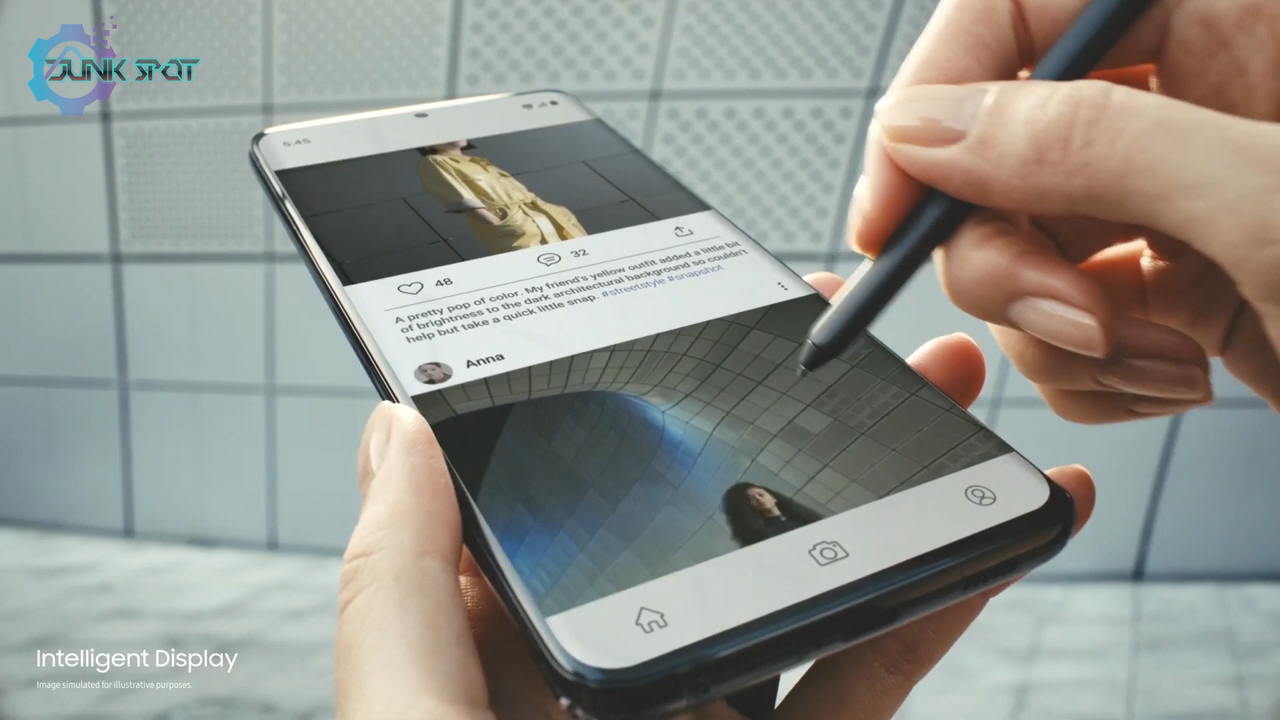 JUNK SPOT
5:45
48
32
A pretty pop of color. My friend's yellow outfit added a little bit
of brightness to the dark architectural background so couldn't
help but take a quick little snap. #streetstyle #snapshot
Anna
Intelligent Display
Image simulated for illustrative purposes.